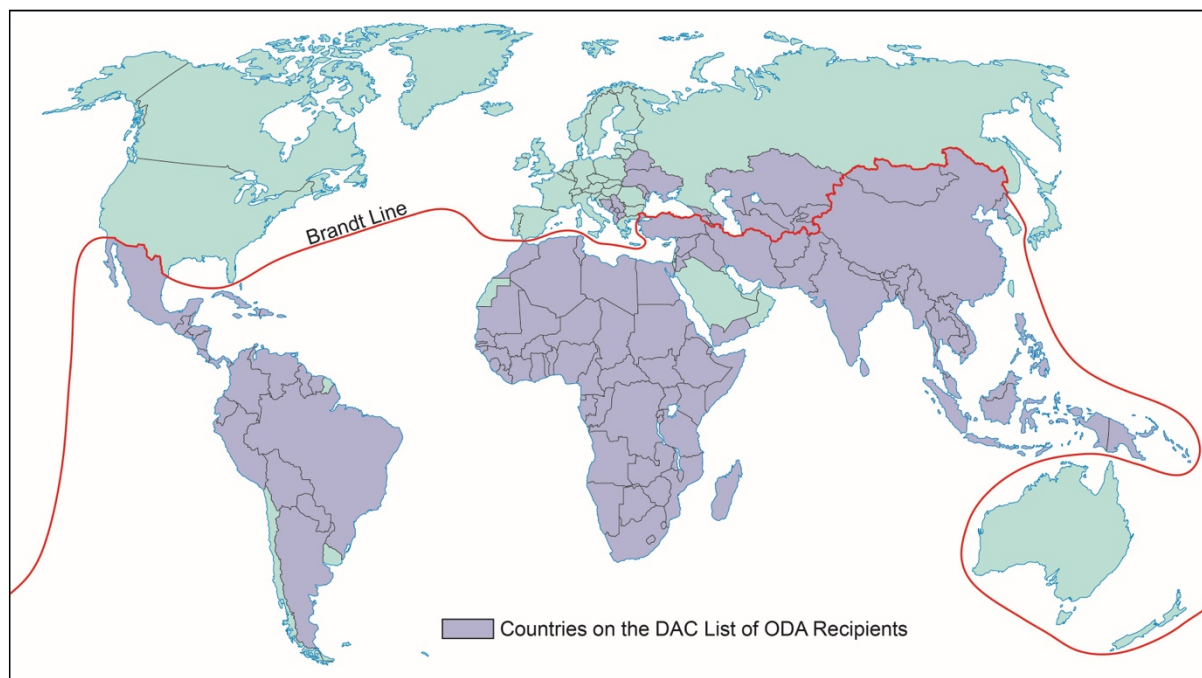 Brandt Line
Countries on the DAC List of ODA Recipients